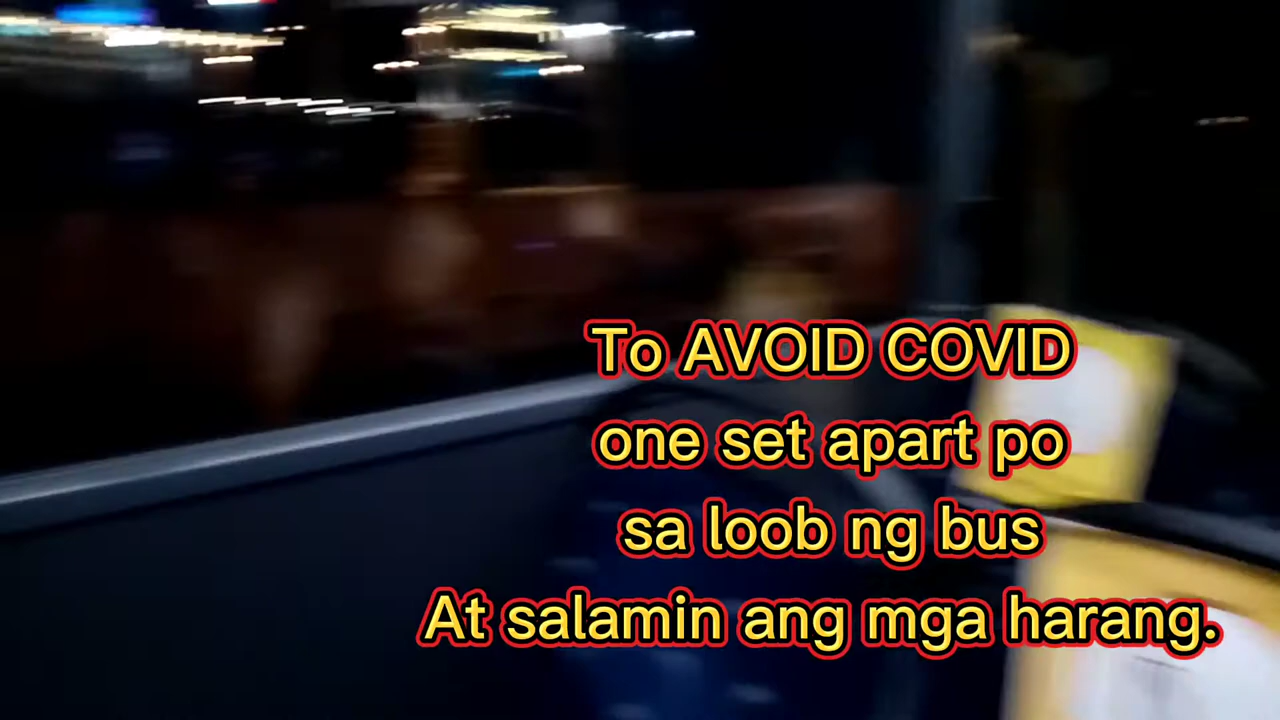 To AVOID COVID
one set apart po
sa loob ng bus
At salamin ang mga harang.